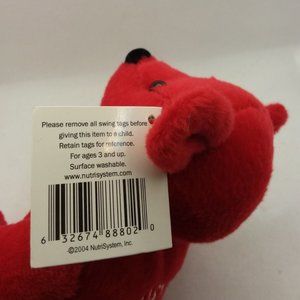 Please remove all swing tags before
giving this item to a child.
Retain tags for reference.
For ages 3 and up.
Surface washable.
www.nutrisystem.com
6 32674 88802 0
©2004 NutriSystem, Inc.